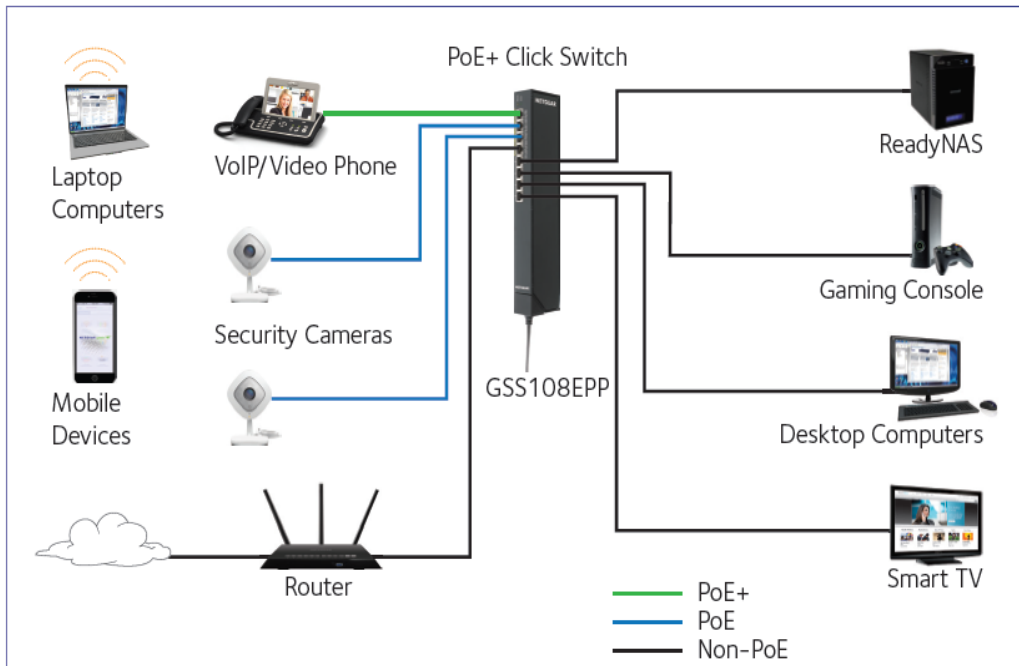 PoE+ Click Switch
NETGEAR
VoIP/Video Phone
Laptop
Computers
Security Cameras
Mobile
Devices
Router
GSS108EPP
ReadyNAS
Gaming Console
Desktop Computers
Smart TV
PoE+
PoE
Non-PoE